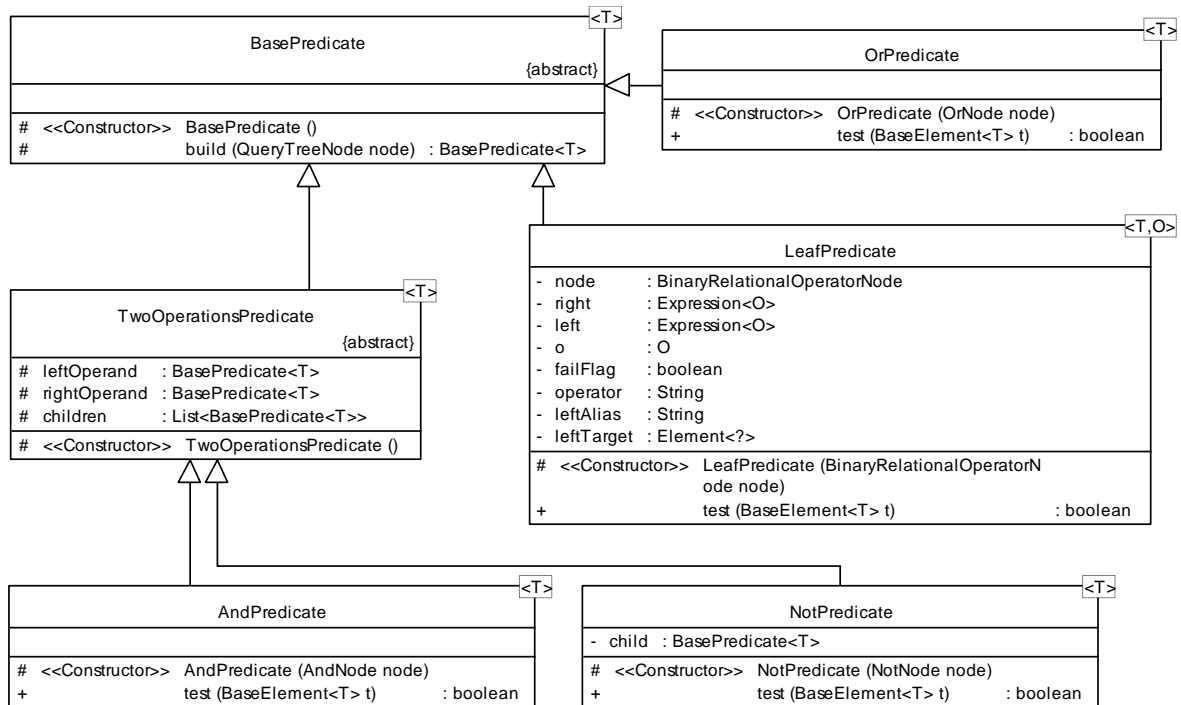 <T>
BasePredicate
{abstract}
# <<Constructor>> BasePredicate ()
# build (QueryTreeNode node) : BasePredicate<T>
<T>
OrPredicate
# <<Constructor>> OrPredicate (OrNode node)
+ test (BaseElement<T> t) : boolean
<T,O>
LeafPredicate
- node : BinaryRelationalOperatorNode
- right : Expression<O>
- left : Expression<O>
- o : O
- failFlag : boolean
- operator : String
- leftAlias : String
- leftTarget : Element<?>
# <<Constructor>> LeafPredicate (BinaryRelationalOperatorN
ode node)
+ test (BaseElement<T> t) : boolean
<T>
TwoOperationsPredicate
{abstract}
# leftOperand : BasePredicate<T>
# rightOperand : BasePredicate<T>
# children : List<BasePredicate<T>>
# <<Constructor>> TwoOperationsPredicate ()
<T>
AndPredicate
# <<Constructor>> AndPredicate (AndNode node)
+ test (BaseElement<T> t) : boolean
<T>
NotPredicate
- child : BasePredicate<T>
# <<Constructor>> NotPredicate (NotNode node)
+ test (BaseElement<T> t) : boolean